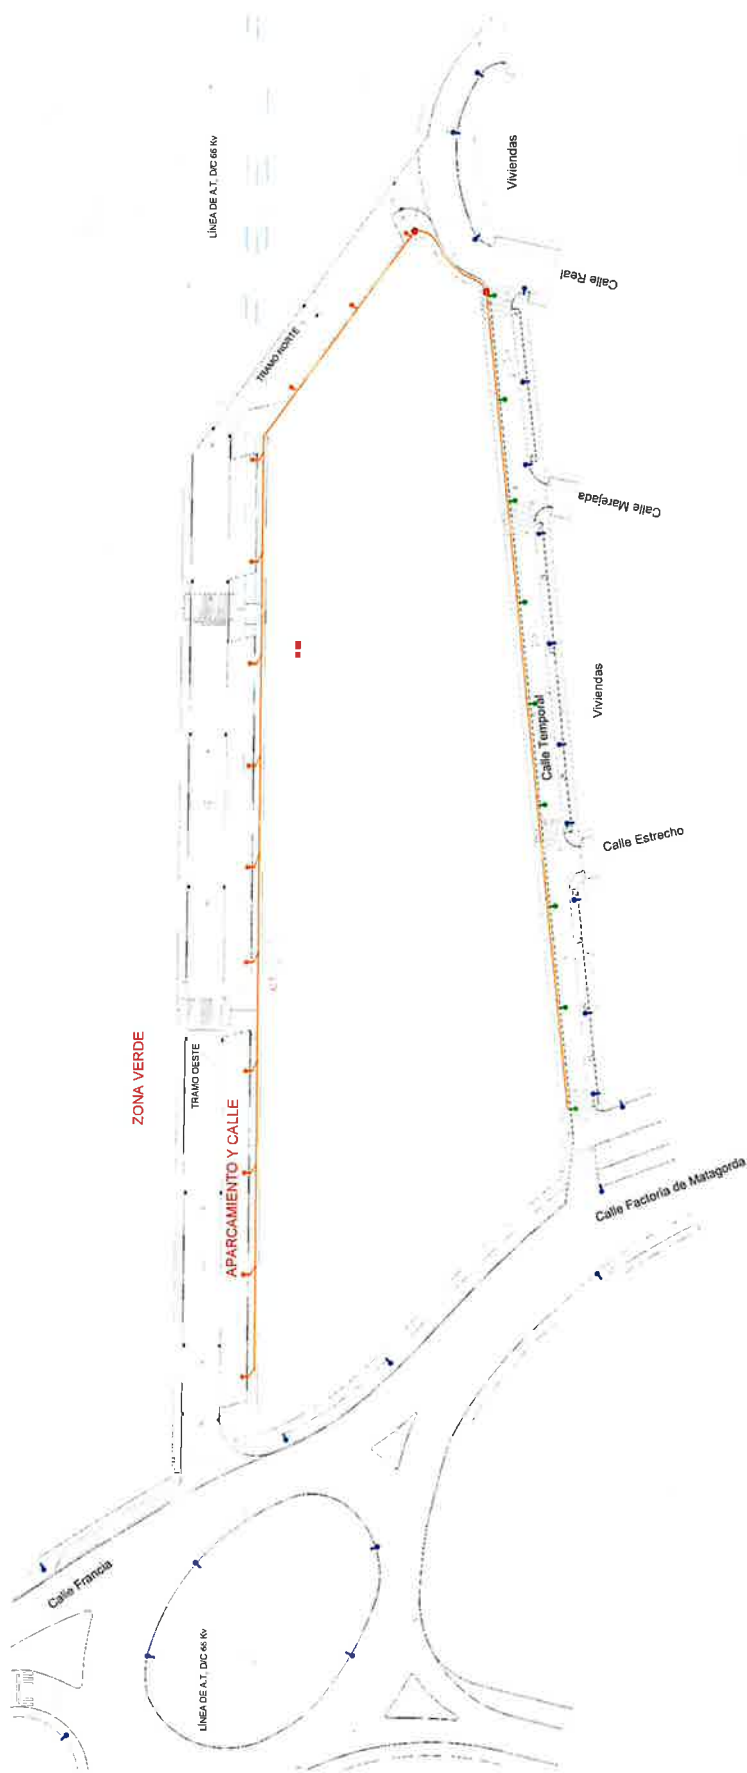 LÍNEA DE A.T. D/C 66 Kv
Viviendas
Calle Real
TRAMO NORTE
Calle Marejada
Viviendas
Calle Temporal
Calle Estrecho
ZONA VERDE
TRAMO OESTE
APARCAMIENTO Y CALLE
Calle Factoria de Matagorda
Calle Francia
LÍNEA DE A.T. D/C 66 Kv